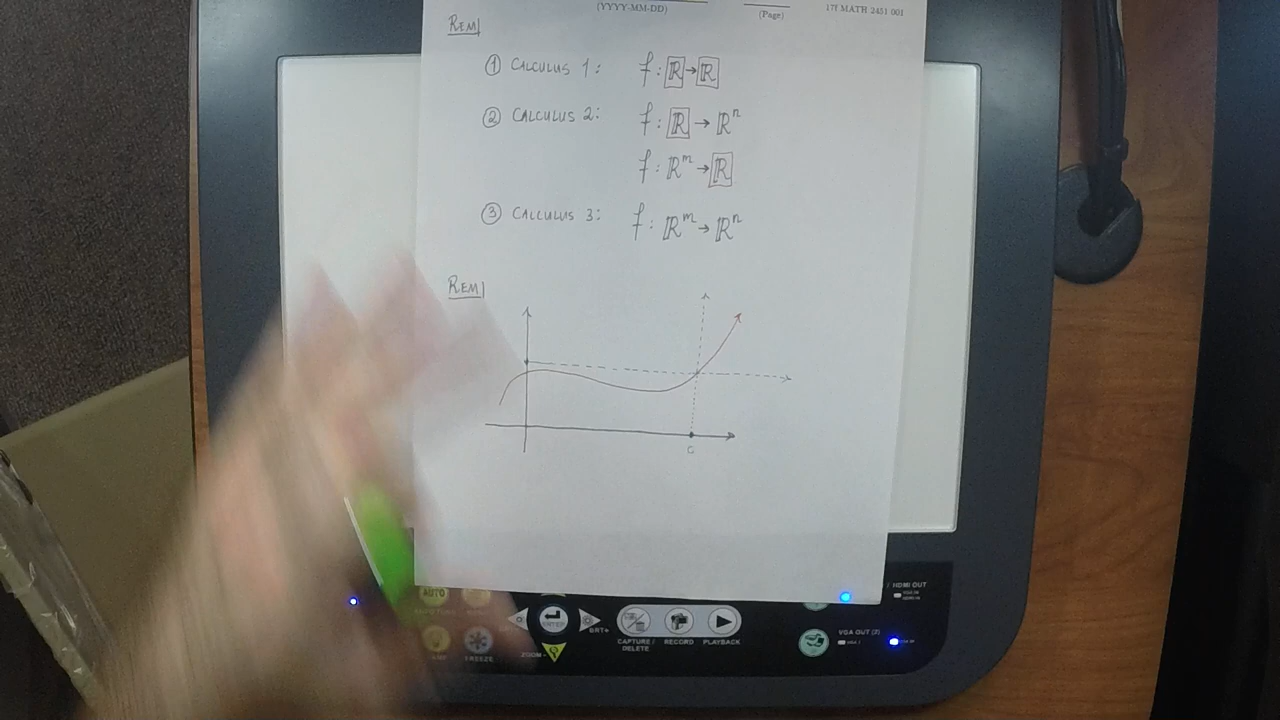 (YYYY-MM-DD) (Page) 17F MATH 2451 001
REM
① CALCULUS 1: f: ℝ→ℝ
② CALCULUS 2: f: ℝ → ℝⁿ
f: ℝᵐ → ℝ
③ CALCULUS 3: f: ℝᵐ → ℝⁿ
REM
c
HDMI OUT
AUTO
ENTER
BRT+
ZOOM-
CAPTURE / DELETE
RECORD
PLAYBACK
VGA OUT (2)
FREEZE